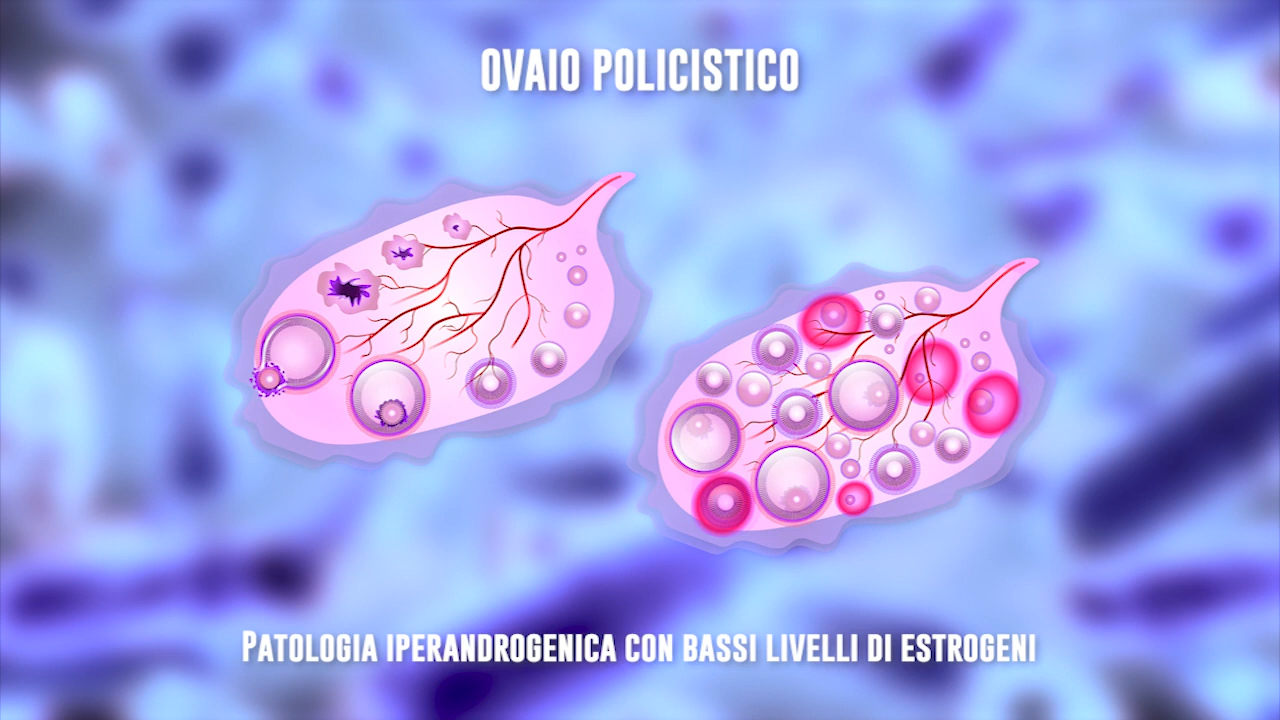 OVAIO POLICISTICO
PATOLOGIA IPERANDROGENICA CON BASSI LIVELLI DI ESTROGENI